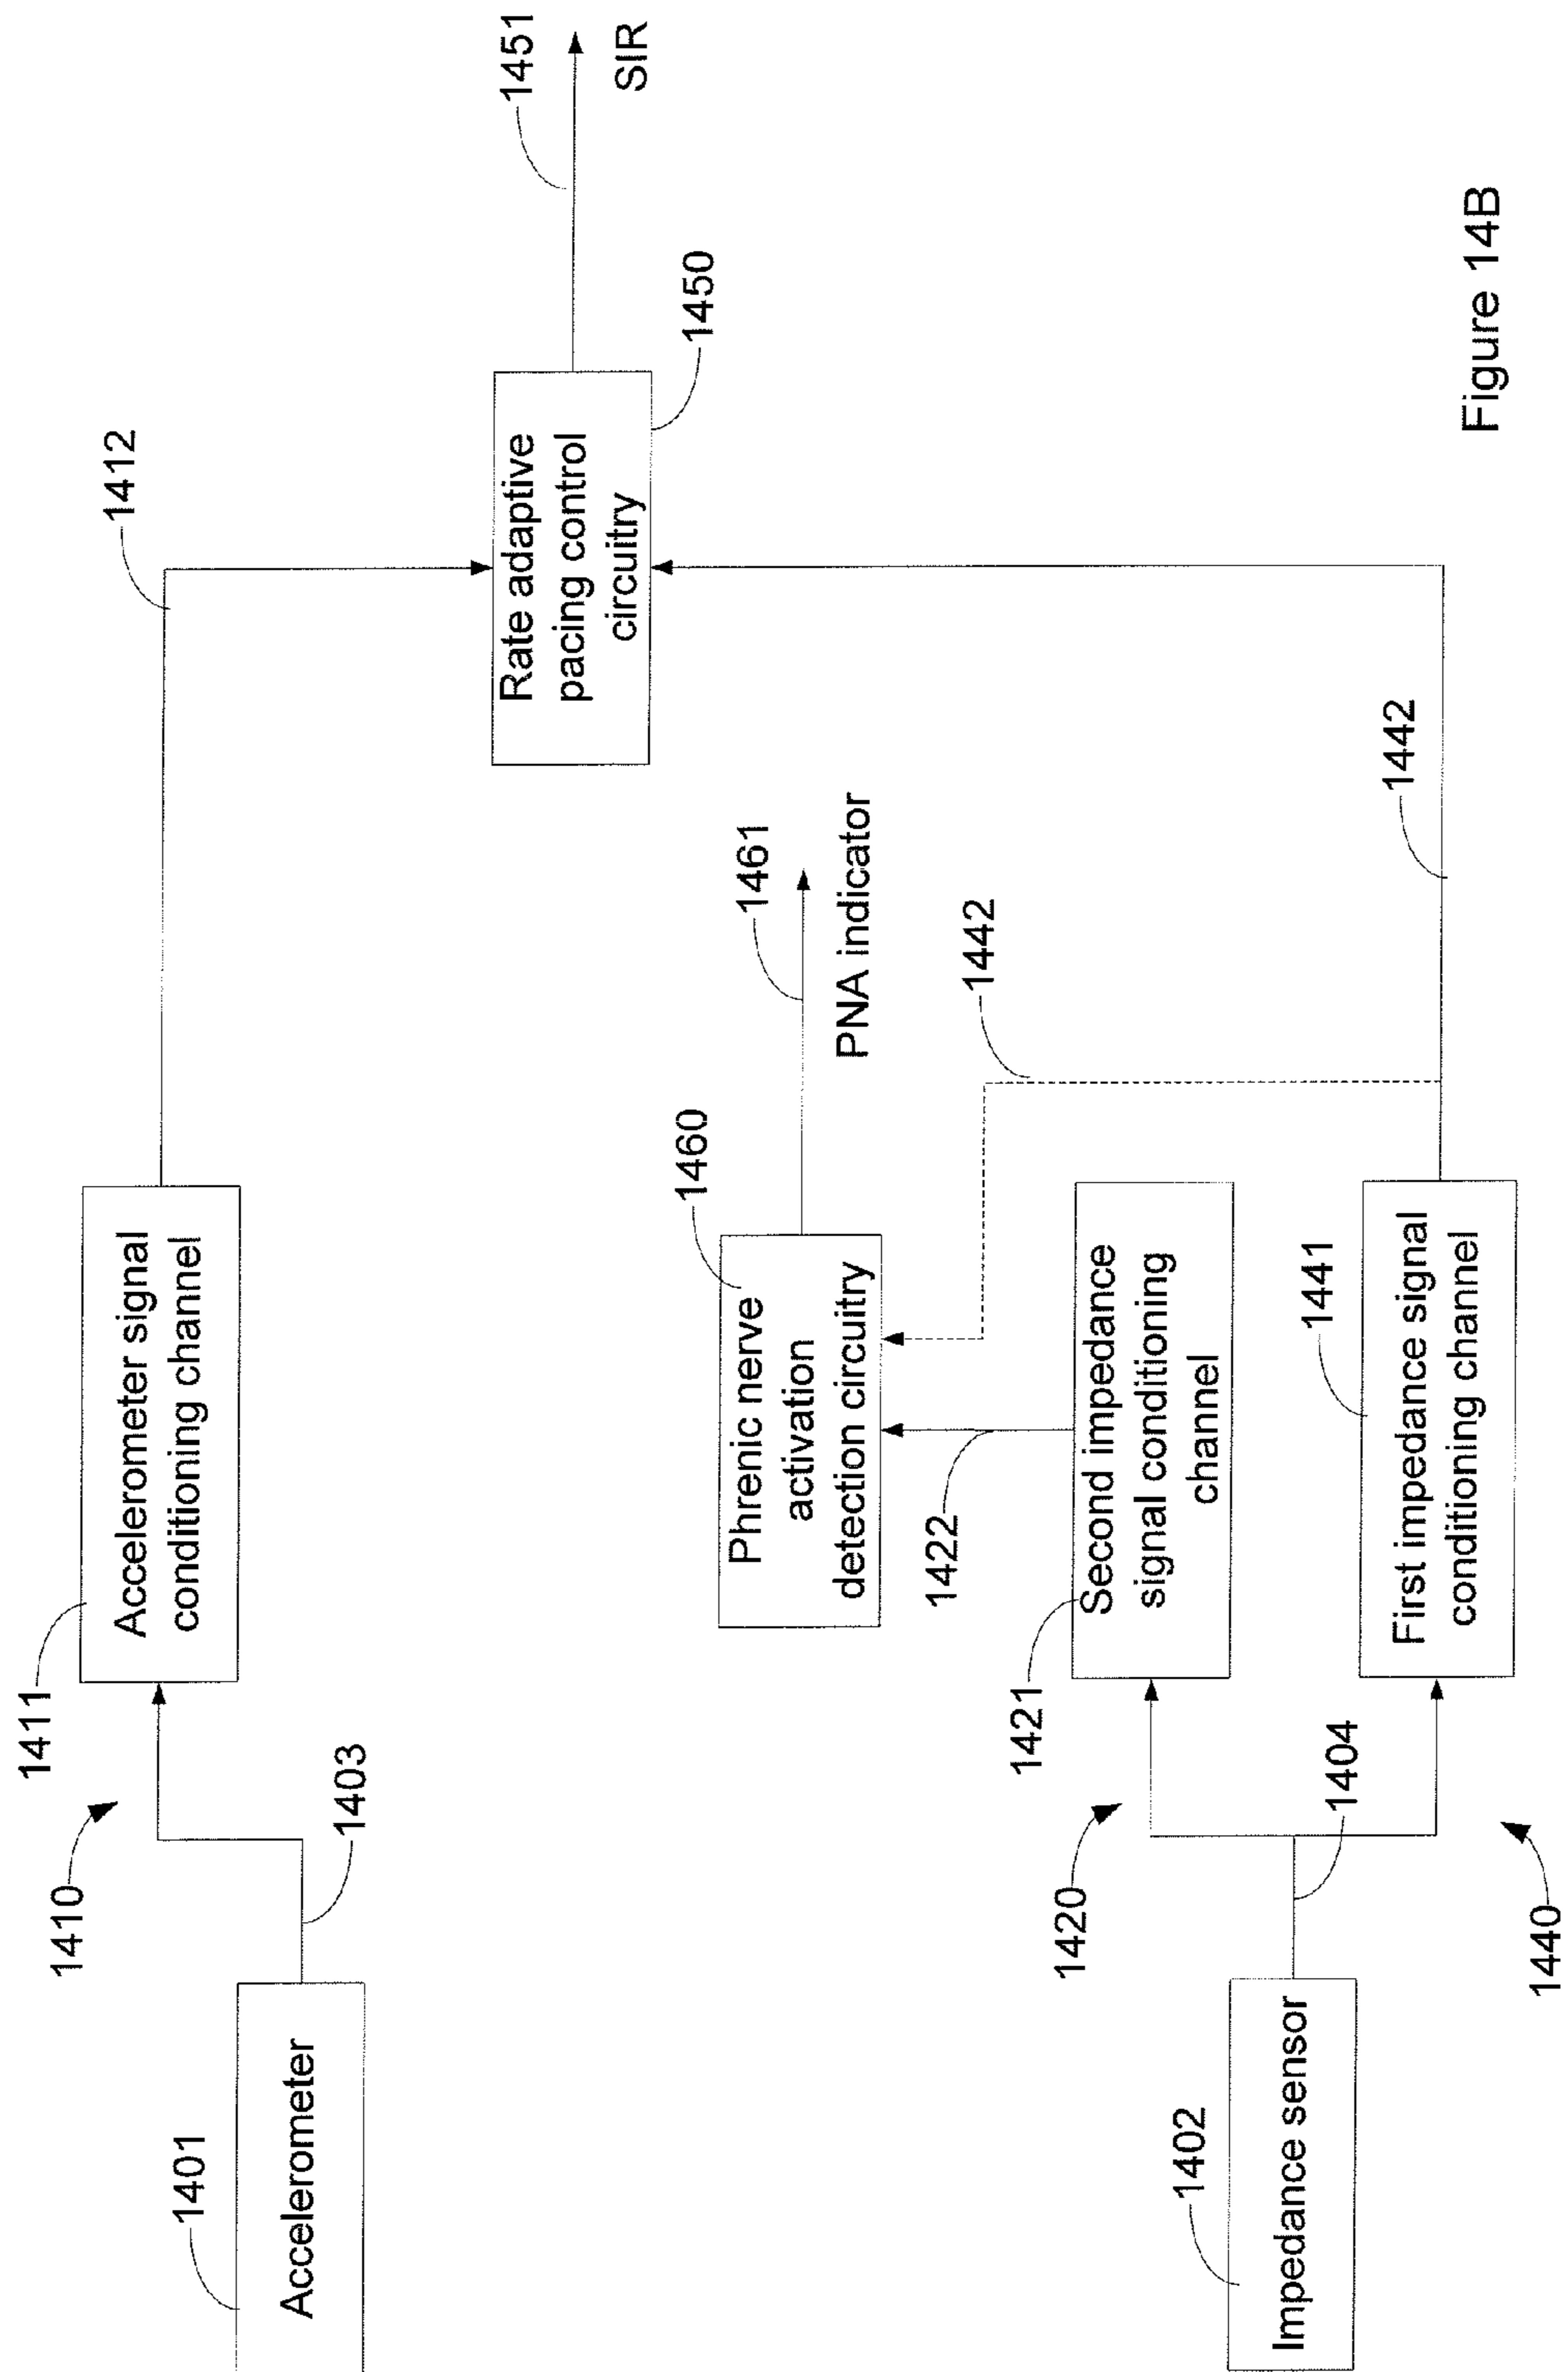 1401
Accelerometer
1403
1410
1411
Accelerometer signal
conditioning channel
1412
Rate adaptive
pacing control
circuitry
1450
1451
SIR
1402
Impedance sensor
1404
1420
1440
1421
Second impedance
signal conditioning
channel
1422
Phrenic nerve
activation
detection circuitry
1460
1461
PNA indicator
1442
1441
First impedance signal
conditioning channel
1442
Figure 14B